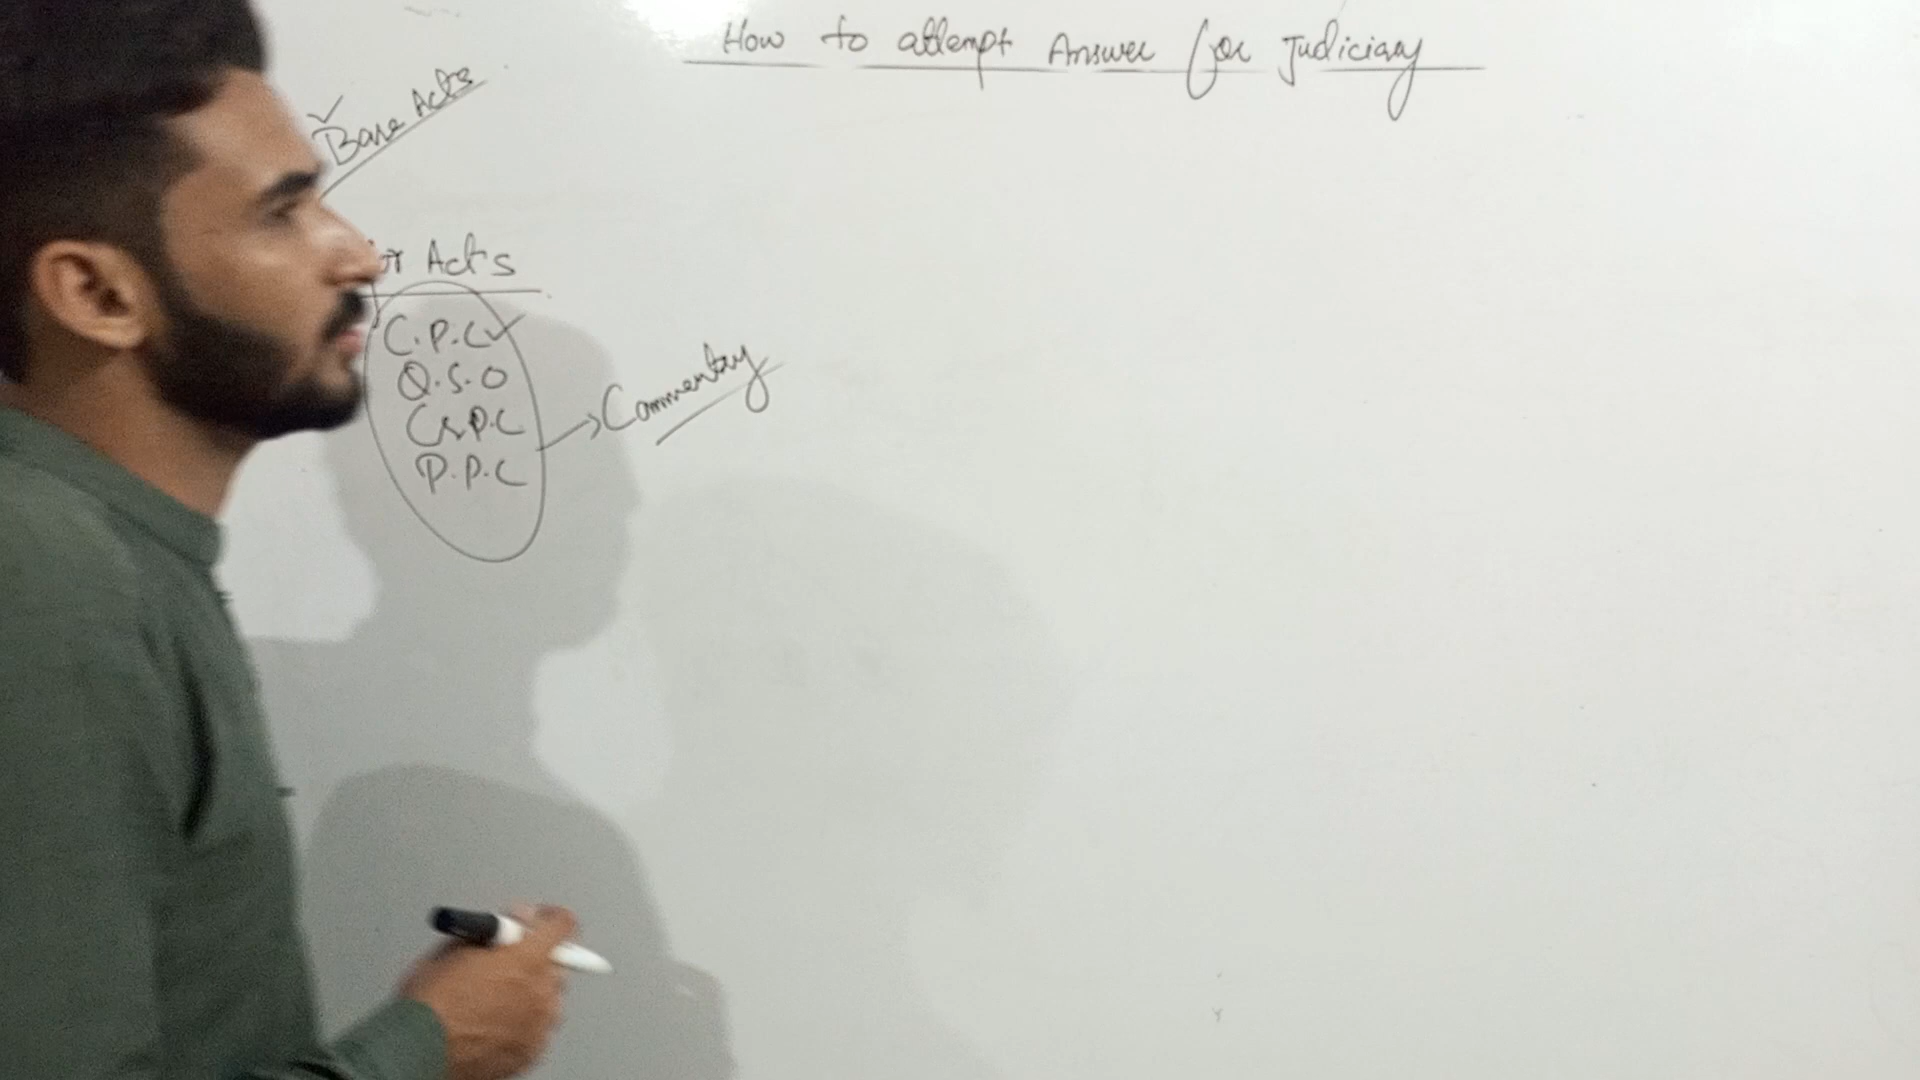 How to attempt Answer for Judiciary
Bare Acts
Acts
C.P.C
Q.S.O
Cr.P.C
P.P.C
Commentary